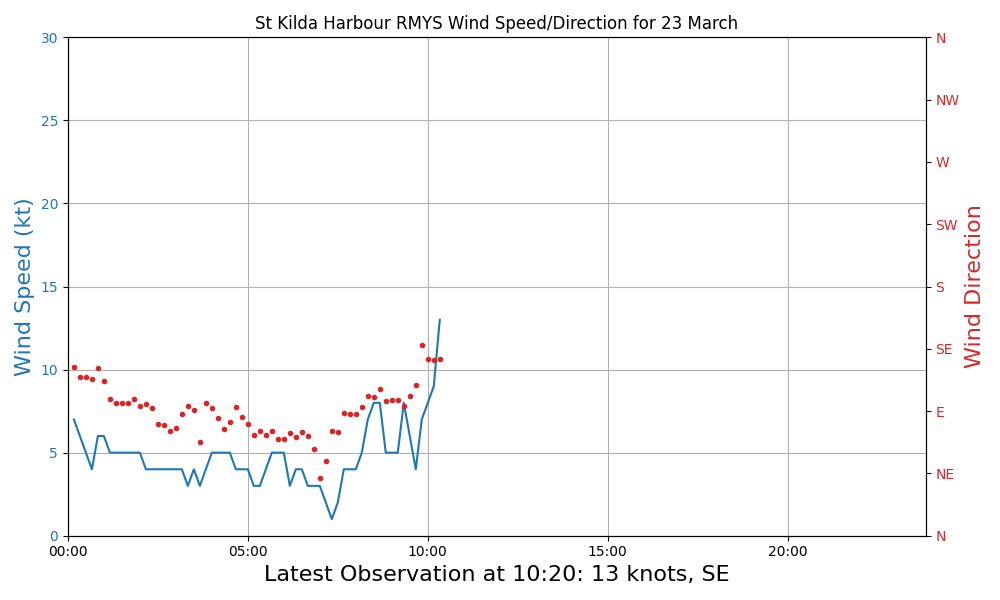 St Kilda Harbour RMYS Wind Speed/Direction for 23 March
30
25
20
15
10
5
0
Wind Speed (kt)
N
NW
W
SW
S
SE
E
NE
N
Wind Direction
00:00 05:00 10:00 15:00 20:00
Latest Observation at 10:20: 13 knots, SE